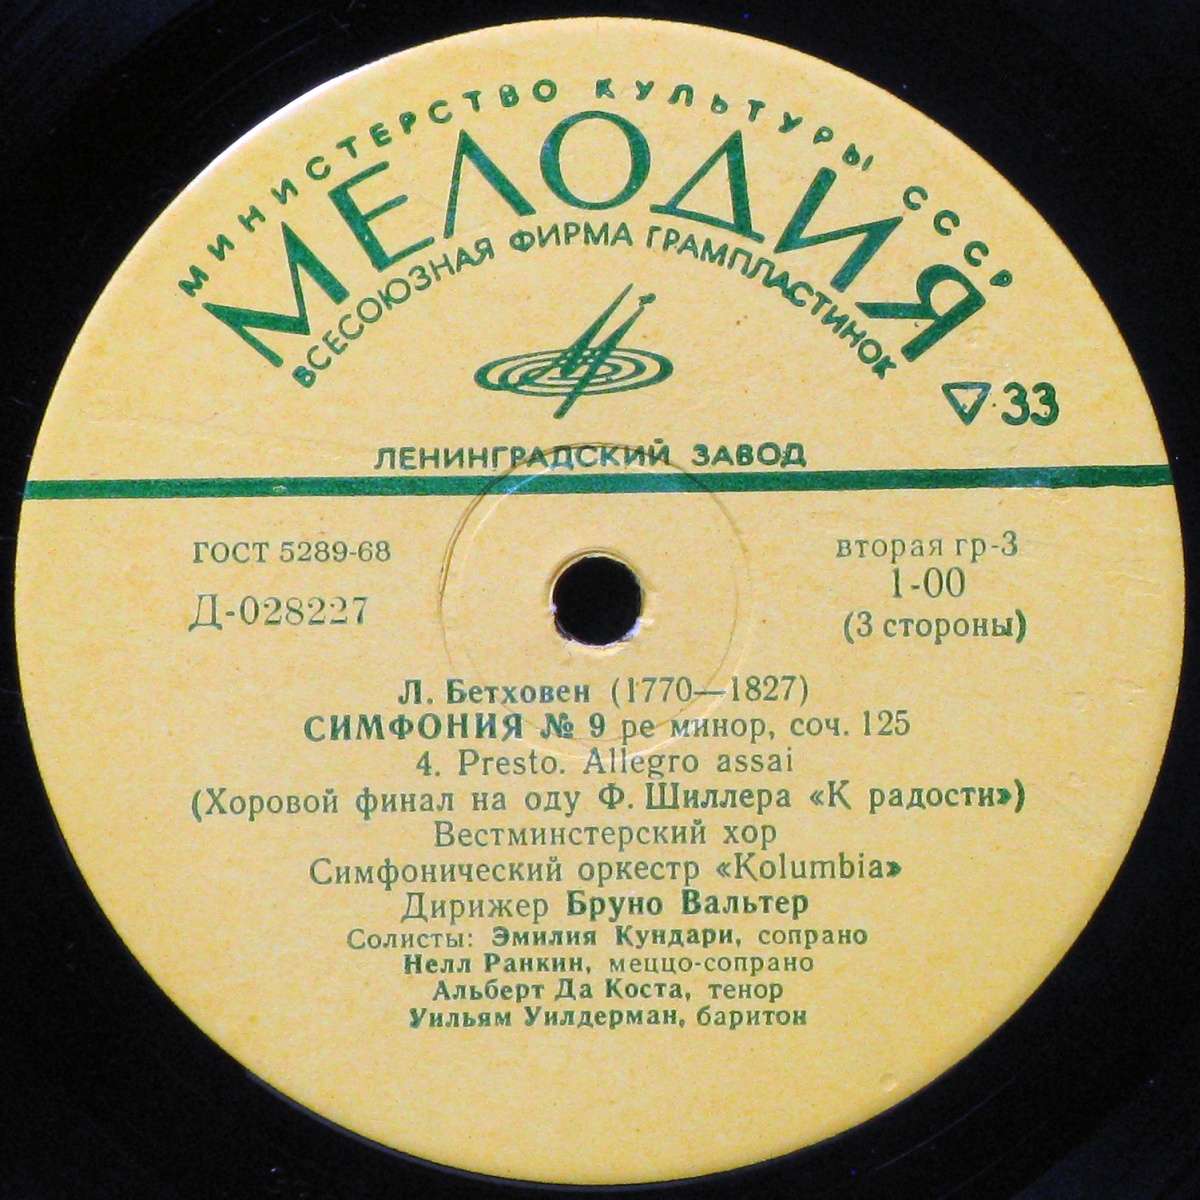 МИНИСТЕРСТВО КУЛЬТУРЫ СССР
МЕЛОДИЯ
ВСЕСОЮЗНАЯ ФИРМА ГРАМПЛАСТИНОК
33
ЛЕНИНГРАДСКИЙ ЗАВОД
ГОСТ 5289-68
вторая гр-3
Д-028227
1-00
(3 стороны)
Л. Бетховен (1770—1827)
СИМФОНИЯ № 9 ре минор, соч. 125
4. Presto. Allegro assai
(Хоровой финал на оду Ф. Шиллера «К радости»)
Вестминстерский хор
Симфонический оркестр «Kolumbia»
Дирижер Бруно Вальтер
Солисты: Эмилия Кундари, сопрано
Нелл Ранкин, меццо-сопрано
Альберт Да Коста, тенор
Уильям Уилдерман, баритон